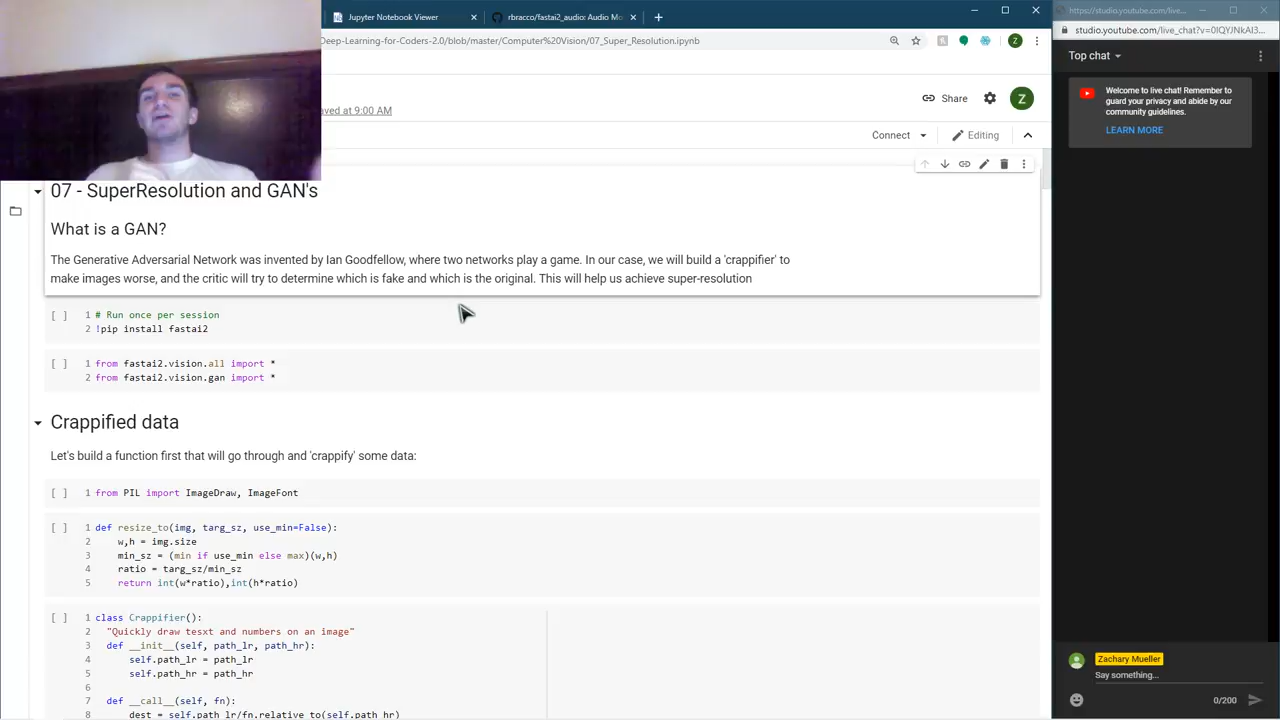 Jupyter Notebook Viewer
rbracco/fastai2_audio: Audio Mo
https://studio.youtube.com/live_...
Deep-Learning-for-Coders-2.0/blob/master/Computer%20Vision/07_Super_Resolution.ipynb
studio.youtube.com/live_chat?v=0IQYJNkAI3...
Top chat
Welcome to live chat! Remember to
guard your privacy and abide by our
community guidelines.
LEARN MORE
ved at 9:00 AM
Share
Z
Connect
Editing
07 - SuperResolution and GAN's
What is a GAN?
The Generative Adversarial Network was invented by Ian Goodfellow, where two networks play a game. In our case, we will build a 'crappifier' to
make images worse, and the critic will try to determine which is fake and which is the original. This will help us achieve super-resolution
[ ] 1 # Run once per session
2 !pip install fastai2
[ ] 1 from fastai2.vision.all import *
2 from fastai2.vision.gan import *
Crappified data
Let's build a function first that will go through and 'crappify' some data:
[ ] 1 from PIL import ImageDraw, ImageFont
[ ] 1 def resize_to(img, targ_sz, use_min=False):
2 w,h = img.size
3 min_sz = (min if use_min else max)(w,h)
4 ratio = targ_sz/min_sz
5 return int(w*ratio),int(h*ratio)
[ ] 1 class Crappifier():
2 "Quickly draw tesxt and numbers on an image"
3 def __init__(self, path_lr, path_hr):
4 self.path_lr = path_lr
5 self.path_hr = path_hr
6
7 def __call__(self, fn):
8 dest = self.path_lr/fn.relative_to(self.path_hr)
Zachary Mueller
Say something...
0/200